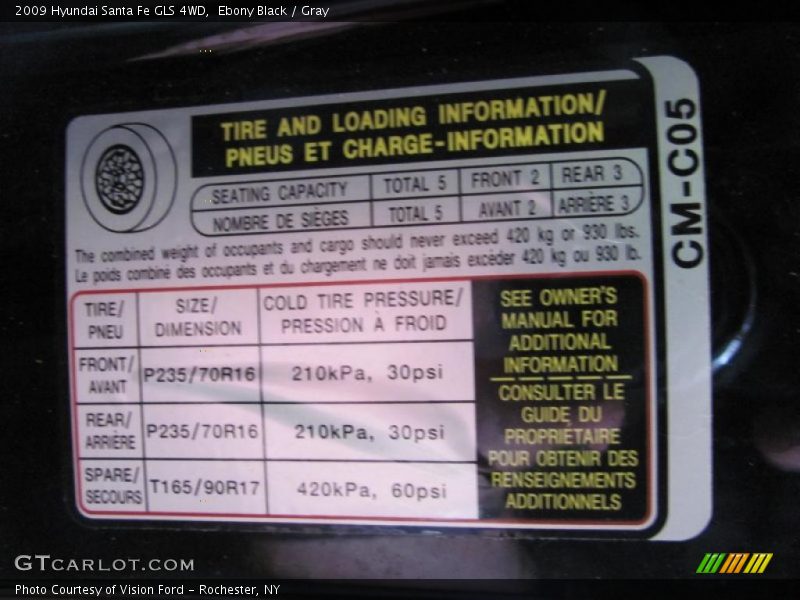 2009 Hyundai Santa Fe GLS 4WD, Ebony Black / Gray
TIRE AND LOADING INFORMATION/
PNEUS ET CHARGE-INFORMATION
SEATING CAPACITY TOTAL 5 FRONT 2 REAR 3
NOMBRE DE SIÈGES TOTAL 5 AVANT 2 ARRIÈRE 3
The combined weight of occupants and cargo should never exceed 420 kg or 930 lbs.
Le poids combiné des occupants et du chargement ne doit jamais excéder 420 kg ou 930 lb.
TIRE/
PNEU
SIZE/
DIMENSION
COLD TIRE PRESSURE/
PRESSION À FROID
FRONT/
AVANT
P235/70R16
210kPa, 30psi
REAR/
ARRIÈRE
P235/70R16
210kPa, 30psi
SPARE/
SECOURS
T165/90R17
420kPa, 60psi
SEE OWNER'S
MANUAL FOR
ADDITIONAL
INFORMATION
CONSULTER LE
GUIDE DU
PROPRIÉTAIRE
POUR OBTENIR DES
RENSEIGNEMENTS
ADDITIONNELS
CM-C05
GTCARLOT.COM
Photo Courtesy of Vision Ford - Rochester, NY